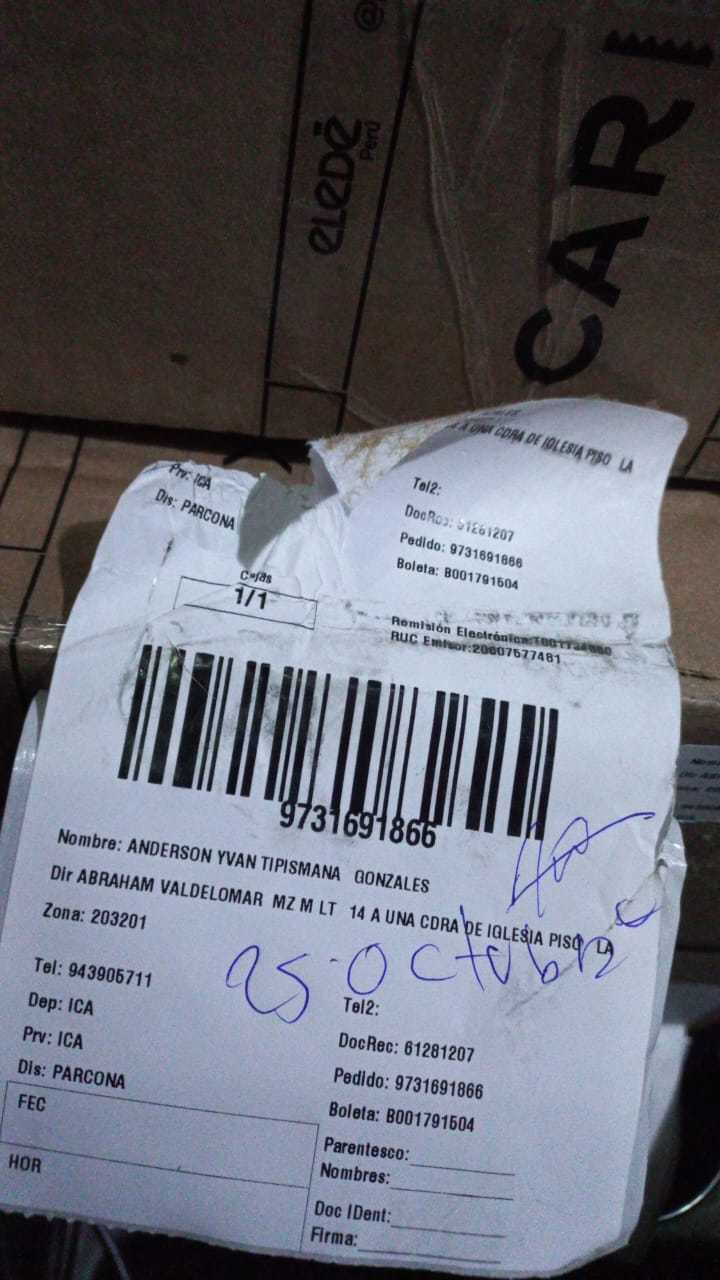 @
elepë
Perú
CARI
A UNA CDRA DE IGLESIA PISO LA
Prv: ICA
Dis: PARCONA
Tel2:
DocRec: 61281207
Pedido: 9731691866
Boleta: B001791504
Cajas
1/1
Remisión Electrónica:
RUC Emisor:20607577481
9731691866
Nombre: ANDERSON YVAN TIPISMANA GONZALES
Dir ABRAHAM VALDELOMAR MZ M LT 14 A UNA CDRA DE IGLESIA PISO LA
Zona: 203201
25 Octubre
Tel: 943905711
Tel2:
Dep: ICA
DocRec: 61281207
Prv: ICA
Pedido: 9731691866
Dis: PARCONA
Boleta: B001791504
FEC
Parentesco:
Nombres:
HOR
Doc IDent:
Firma: